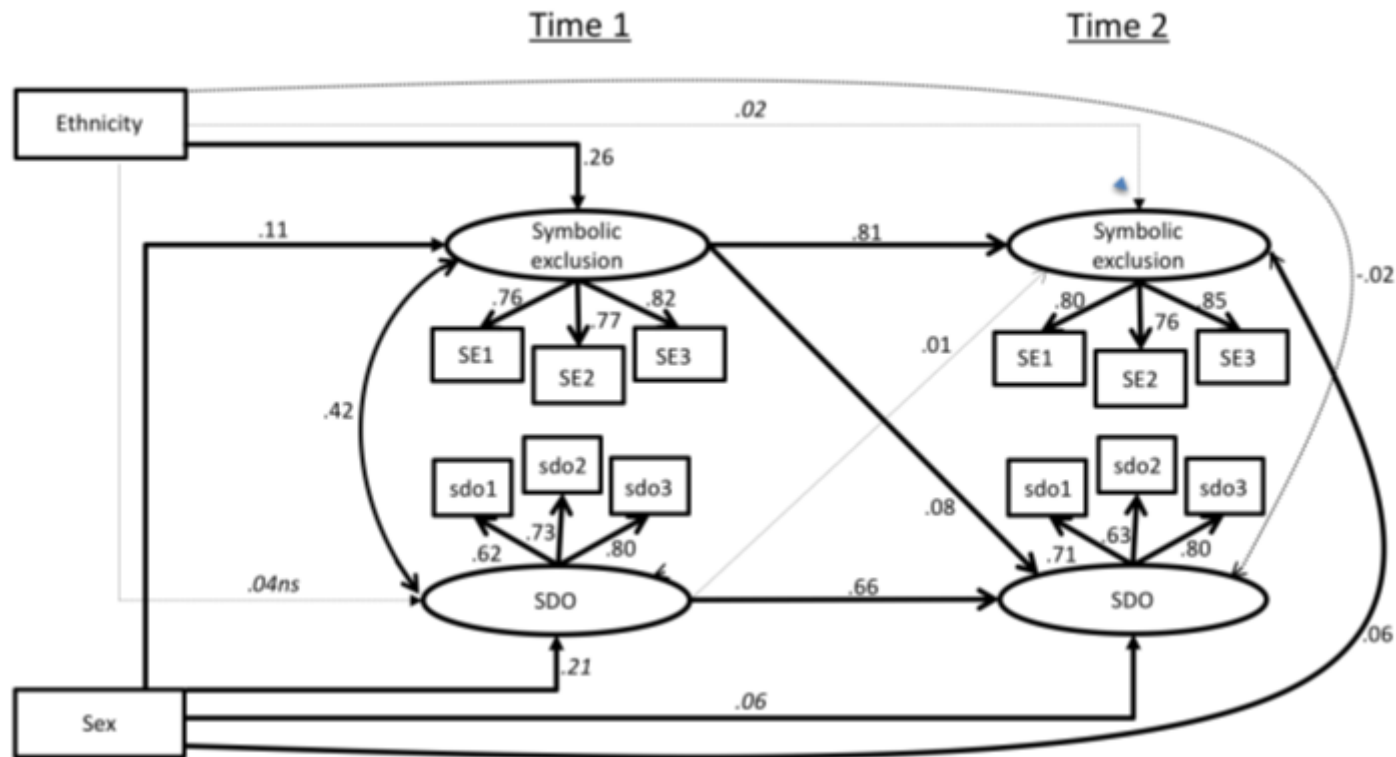 Time 1
Time 2
Ethnicity
.02
.26
.11
Symbolic
exclusion
.81
Symbolic
exclusion
-.02
.76
.77
.82
.80
.76
.85
SE1
SE2
SE3
.01
SE1
SE2
SE3
.42
sdo1
sdo2
sdo3
.08
sdo1
sdo2
sdo3
.62
.73
.80
.71
.63
.80
.04ns
SDO
.66
SDO
.06
.21
Sex
.06